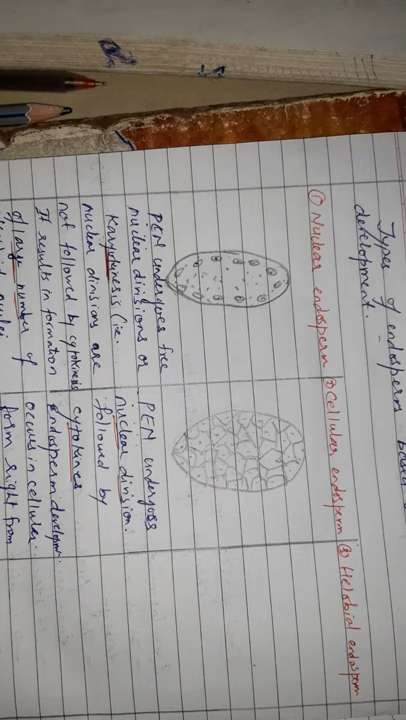 Types of endosperm based
development.
① Nuclear endosperm
② Cellular endosperm
③ Helobial endosperm
PEN undergoes free
nuclear divisions or
Karyokinesis (i.e..
nuclear divisions are
not followed by cytokinesis
It results in formation
of large number of
PEN undergoes
nuclear division.
followed by
cytokinesis
endosperm developm..
occurs in cellular.
form right from